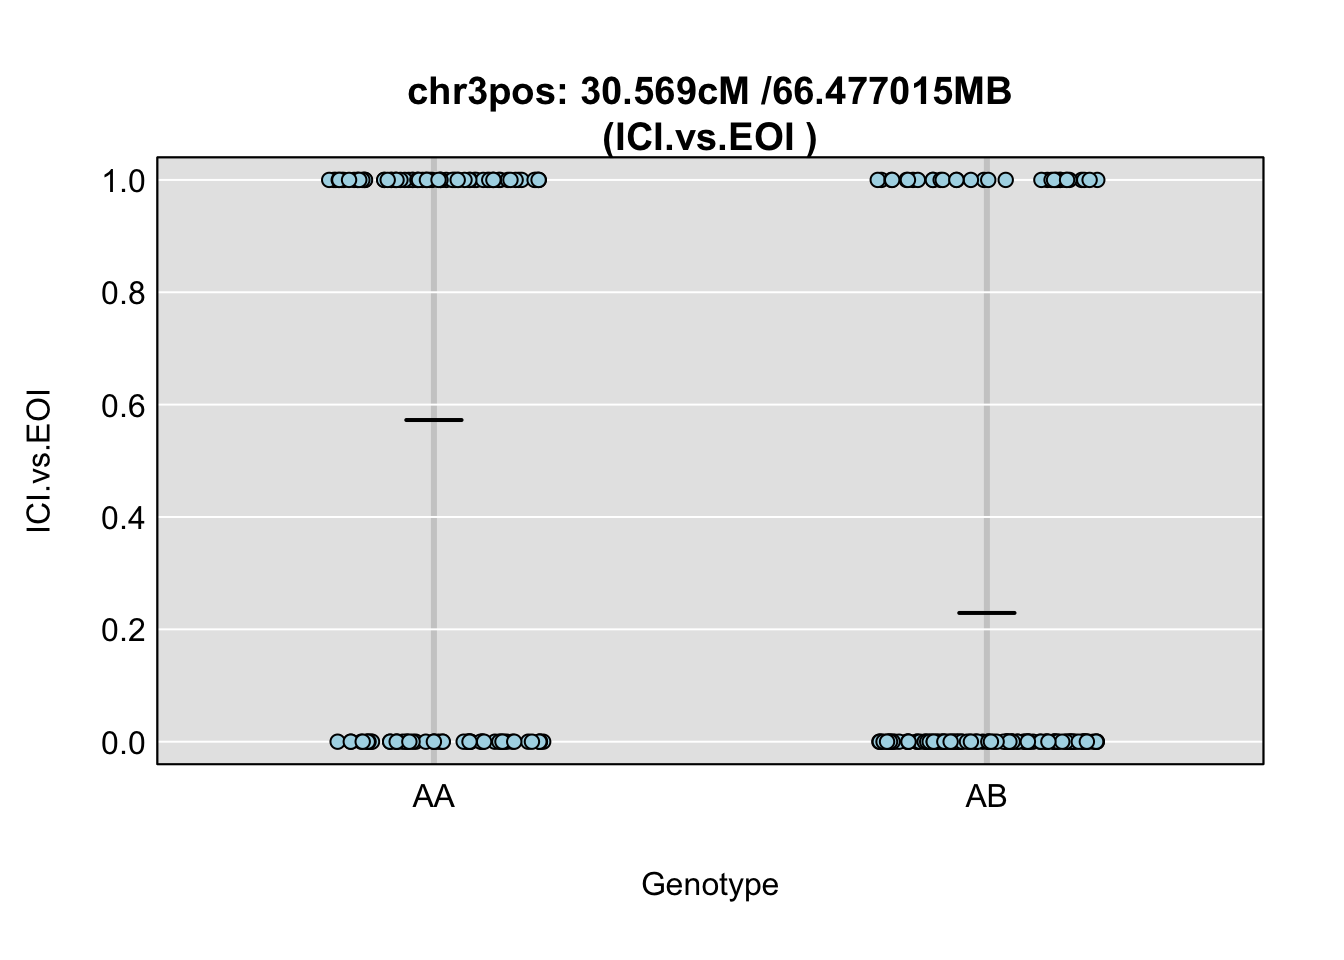 chr3pos: 30.569cM /66.477015MB
(ICI.vs.EOI )
ICI.vs.EOI
1.0
0.8
0.6
0.4
0.2
0.0
AA
AB
Genotype